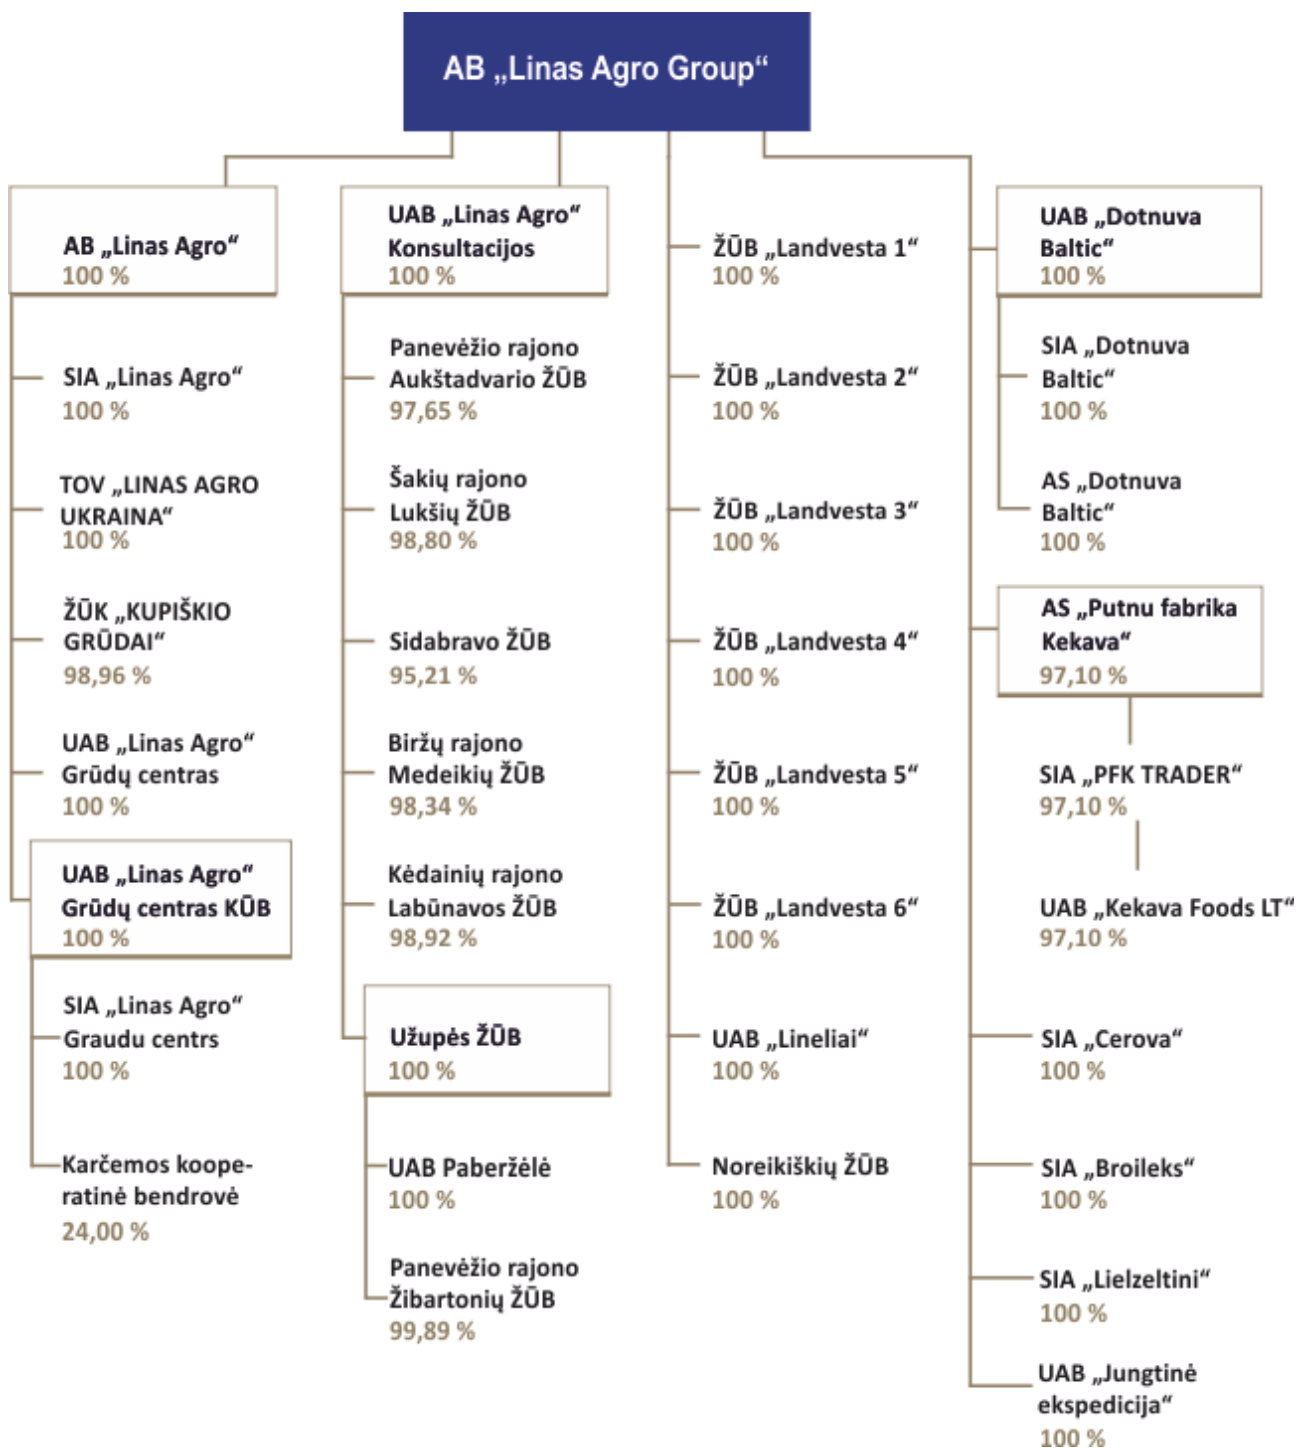 AB „Linas Agro Group“
AB „Linas Agro“
100 %
SIA „Linas Agro“
100 %
TOV „LINAS AGRO
UKRAINA“
100 %
ŽŪK „KUPIŠKIO
GRŪDAI“
98,96 %
UAB „Linas Agro“
Grūdų centras
100 %
UAB „Linas Agro“
Grūdų centras KŪB
100 %
SIA „Linas Agro“
Graudu centrs
100 %
Karčemos koope-
ratinė bendrovė
24,00 %
UAB „Linas Agro“
Konsultacijos
100 %
Panevėžio rajono
Aukštadvario ŽŪB
97,65 %
Šakių rajono
Lukšių ŽŪB
98,80 %
Sidabravo ŽŪB
95,21 %
Biržų rajono
Medeikių ŽŪB
98,34 %
Kėdainių rajono
Labūnavos ŽŪB
98,92 %
Užupės ŽŪB
100 %
UAB Paberžėlė
100 %
Panevėžio rajono
Žibartonių ŽŪB
99,89 %
ŽŪB „Landvesta 1“
100 %
ŽŪB „Landvesta 2“
100 %
ŽŪB „Landvesta 3“
100 %
ŽŪB „Landvesta 4“
100 %
ŽŪB „Landvesta 5“
100 %
ŽŪB „Landvesta 6“
100 %
UAB „Lineliai“
100 %
Noreikiškių ŽŪB
100 %
UAB „Dotnuva
Baltic“
100 %
SIA „Dotnuva
Baltic“
100 %
AS „Dotnuva
Baltic“
100 %
AS „Putnu fabrika
Kekava“
97,10 %
SIA „PFK TRADER“
97,10 %
UAB „Kekava Foods LT“
97,10 %
SIA „Cerova“
100 %
SIA „Broileks“
100 %
SIA „Lielzeltini“
100 %
UAB „Jungtinė
ekspedicija“
100 %